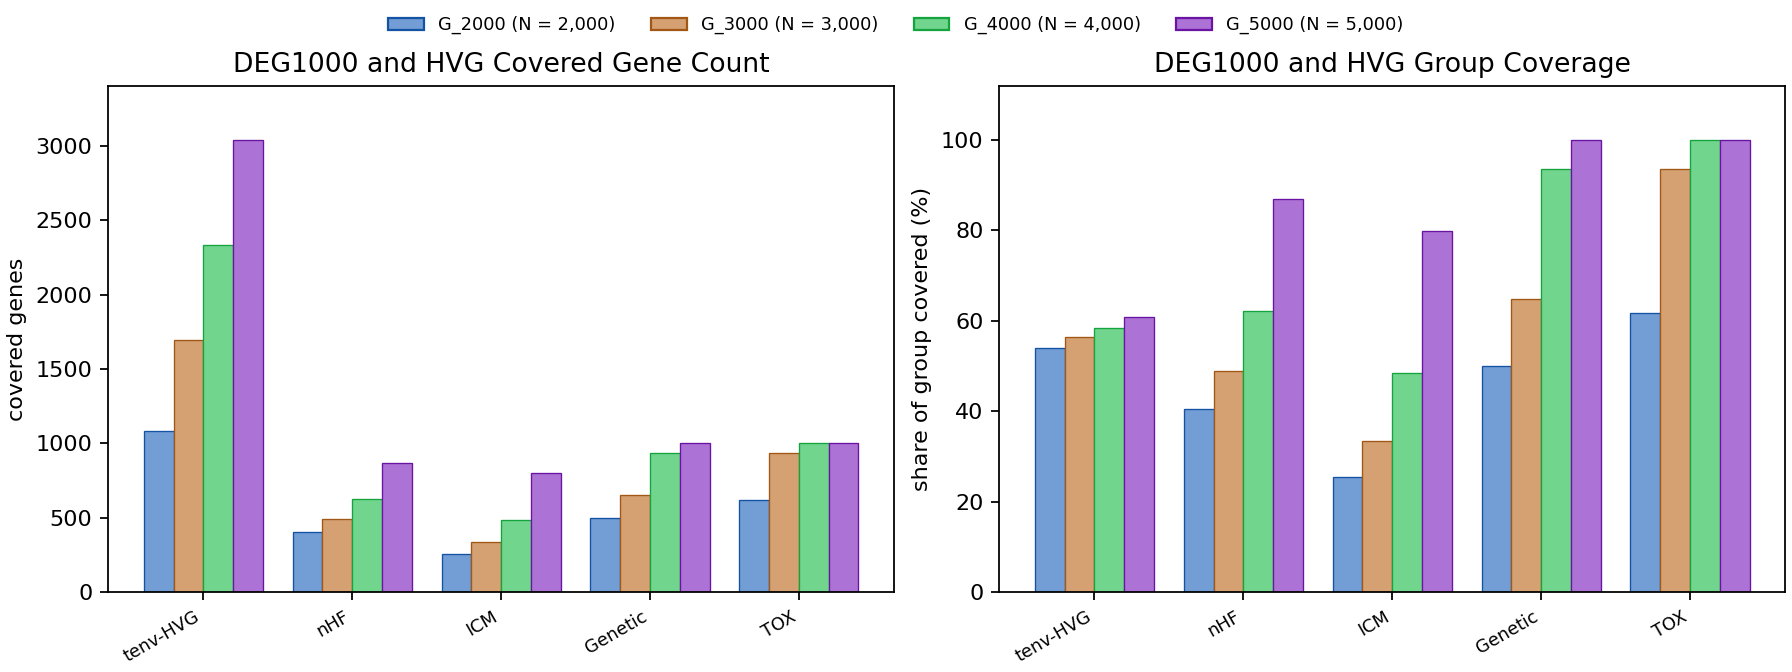 G_2000 (N = 2,000) G_3000 (N = 3,000) G_4000 (N = 4,000) G_5000 (N = 5,000)
DEG1000 and HVG Covered Gene Count
covered genes
3000
2500
2000
1500
1000
500
0
tenv-HVG nHF ICM Genetic TOX
DEG1000 and HVG Group Coverage
share of group covered (%)
100
80
60
40
20
0
tenv-HVG nHF ICM Genetic TOX